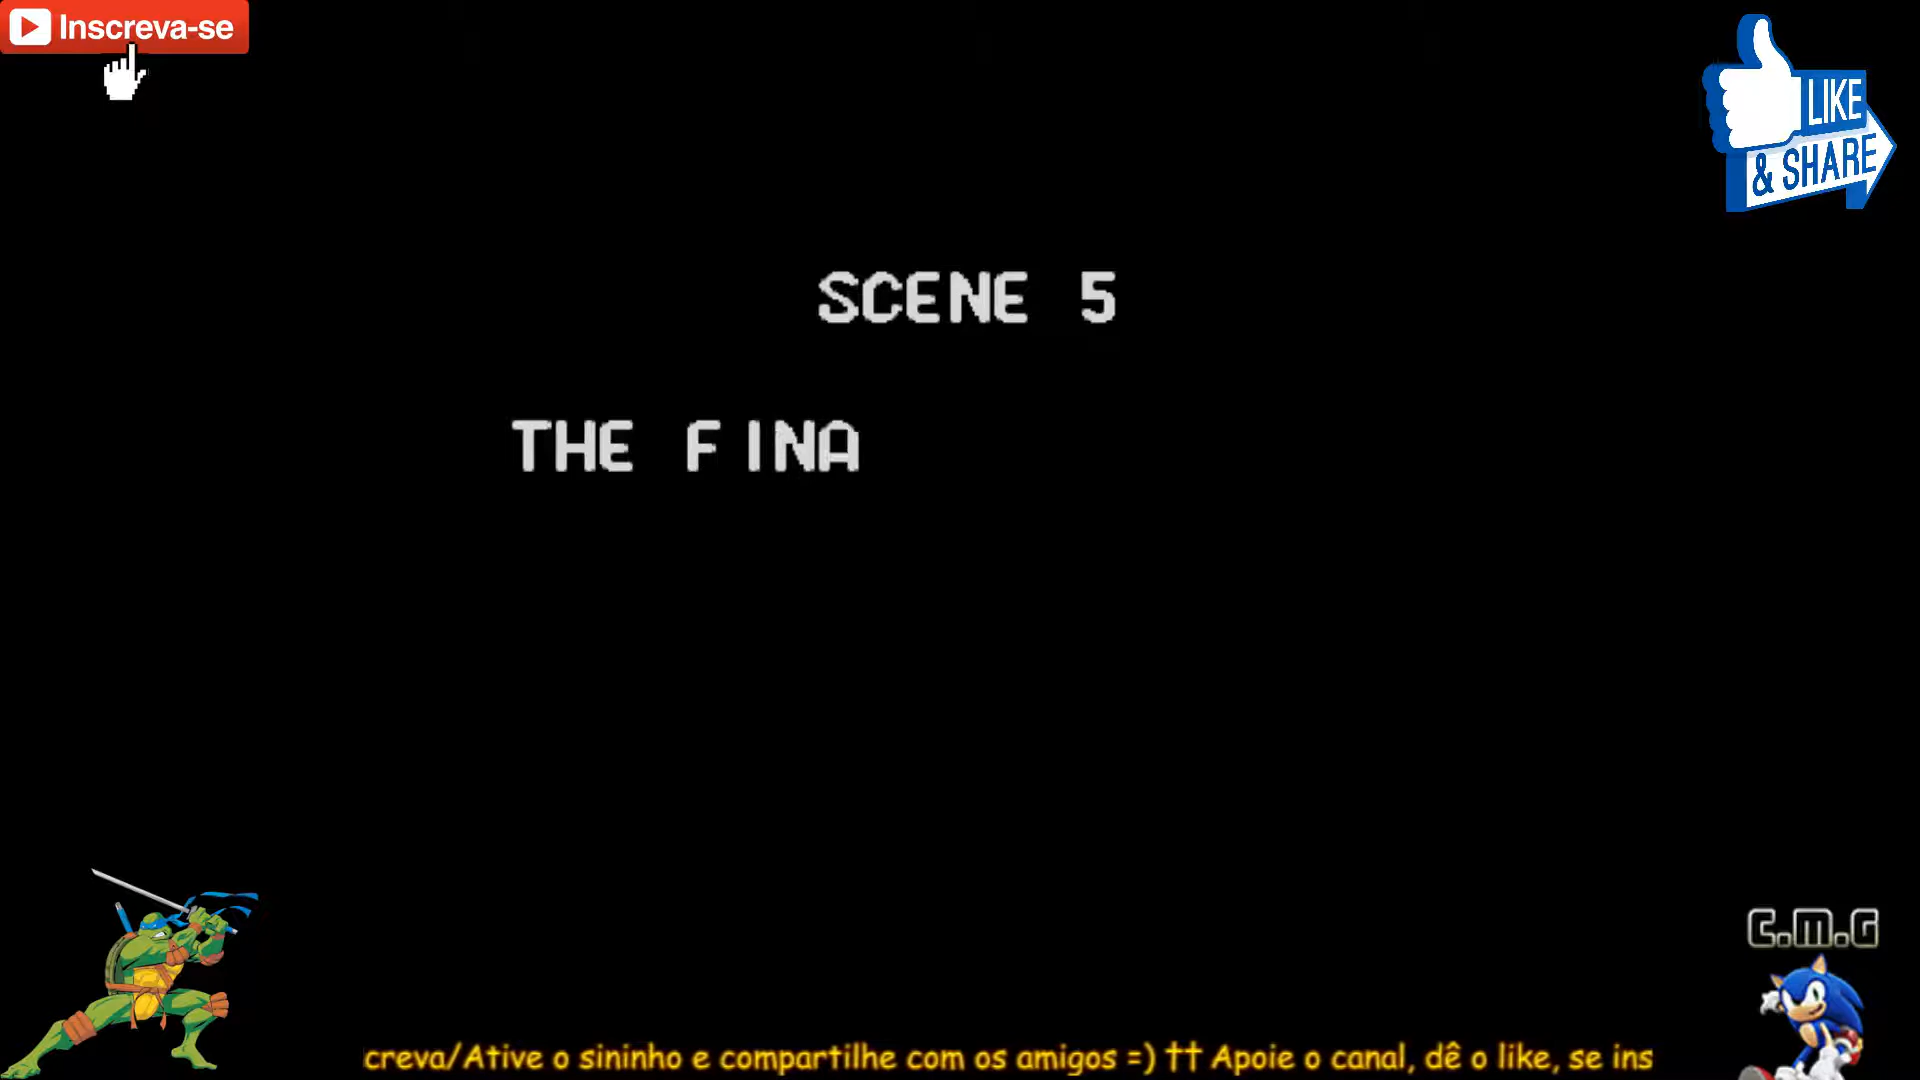 Inscreva-se
LIKE
& SHARE
SCENE 5
THE FINA
C.M.G
creva/Ative o sininho e compartilhe com os amigos =) †† Apoie o canal, dê o like, se ins